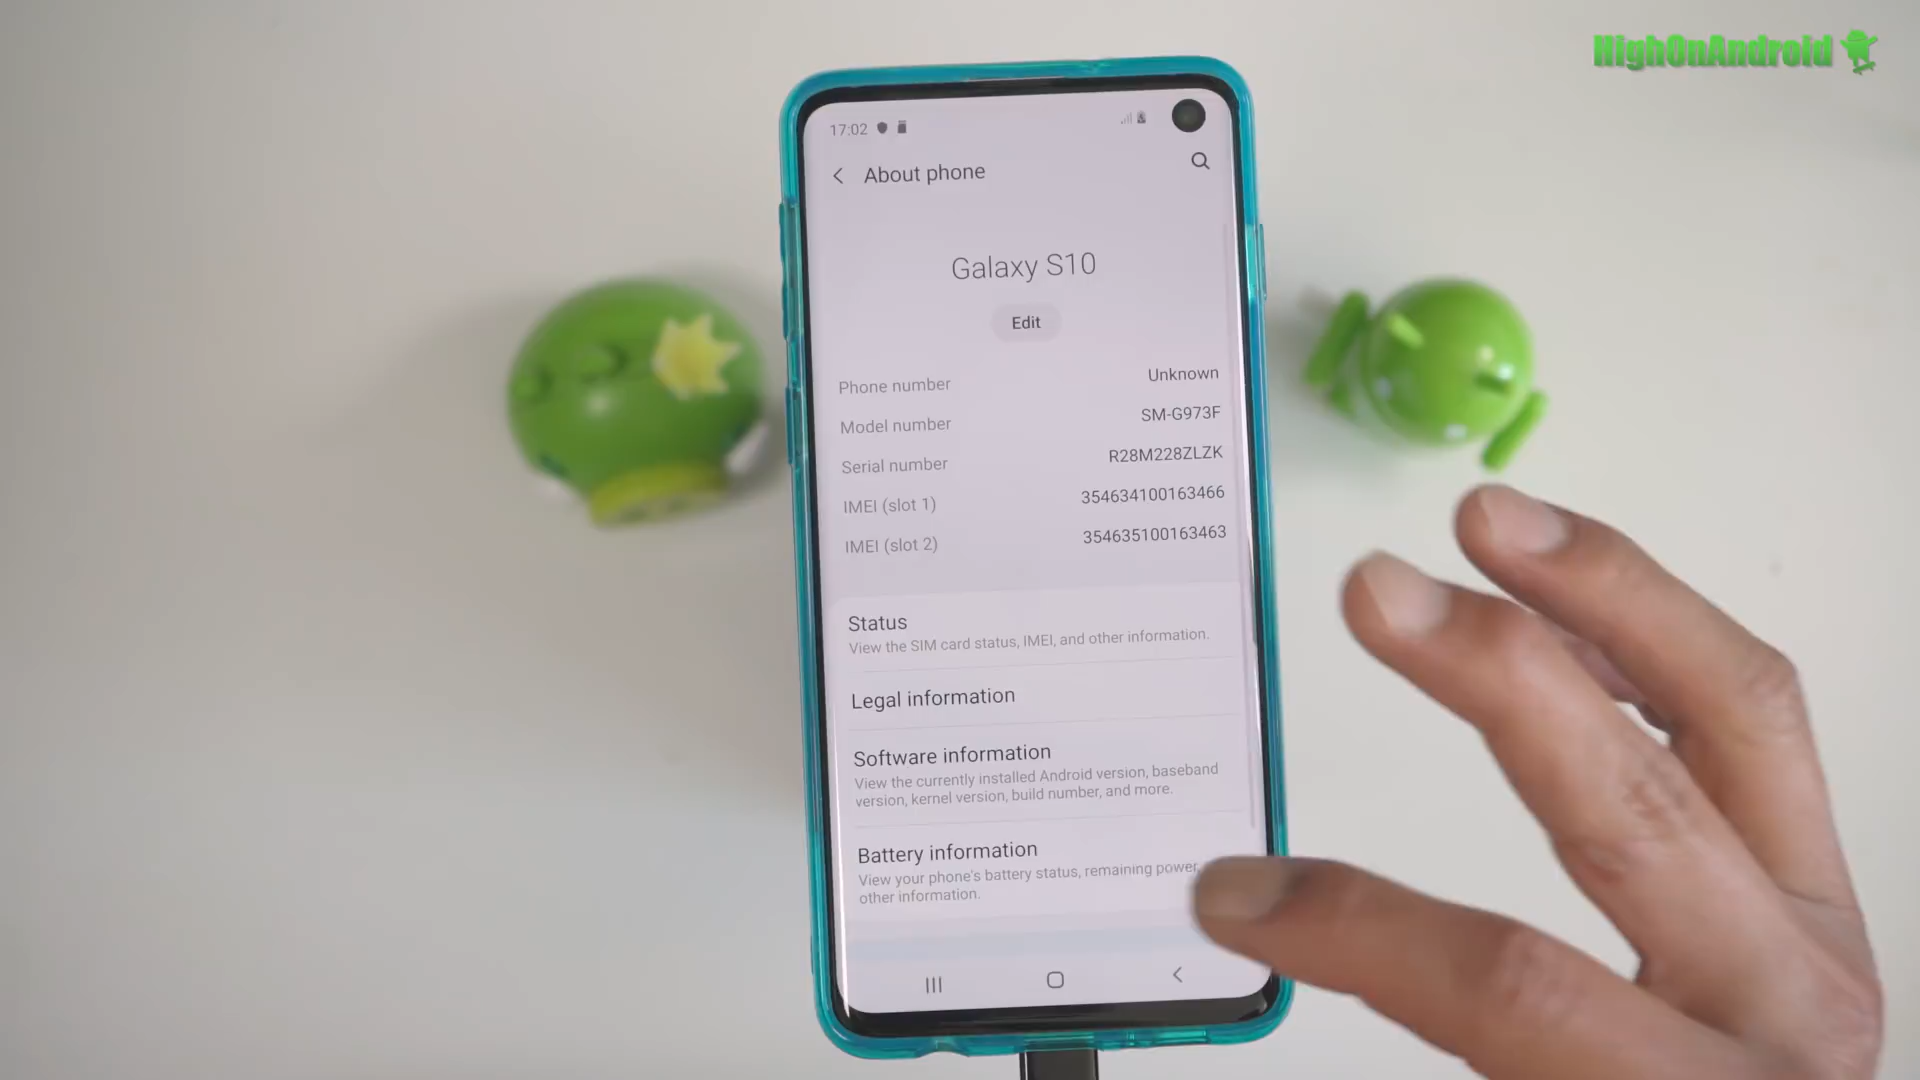 HighOnAndroid
17:02
About phone
Galaxy S10
Edit
Phone number Unknown
Model number SM-G973F
Serial number R28M228ZLZK
IMEI (slot 1) 354634100163466
IMEI (slot 2) 354635100163463
Status
View the SIM card status, IMEI, and other information.
Legal information
Software information
View the currently installed Android version, baseband
version, kernel version, build number, and more.
Battery information
View your phone's battery status, remaining power,
other information.